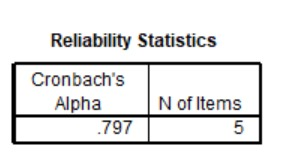 Reliability Statistics
Cronbach's
Alpha N of Items
.797 5